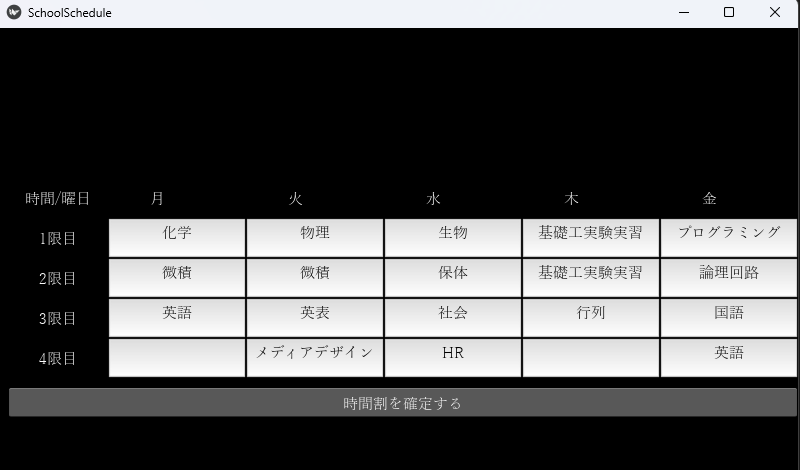 SchoolSchedule
時間/曜日 月 火 水 木 金
1限目 化学 物理 生物 基礎工実験実習 プログラミング
2限目 微積 微積 保体 基礎工実験実習 論理回路
3限目 英語 英表 社会 行列 国語
4限目 メディアデザイン HR 英語
時間割を確定する